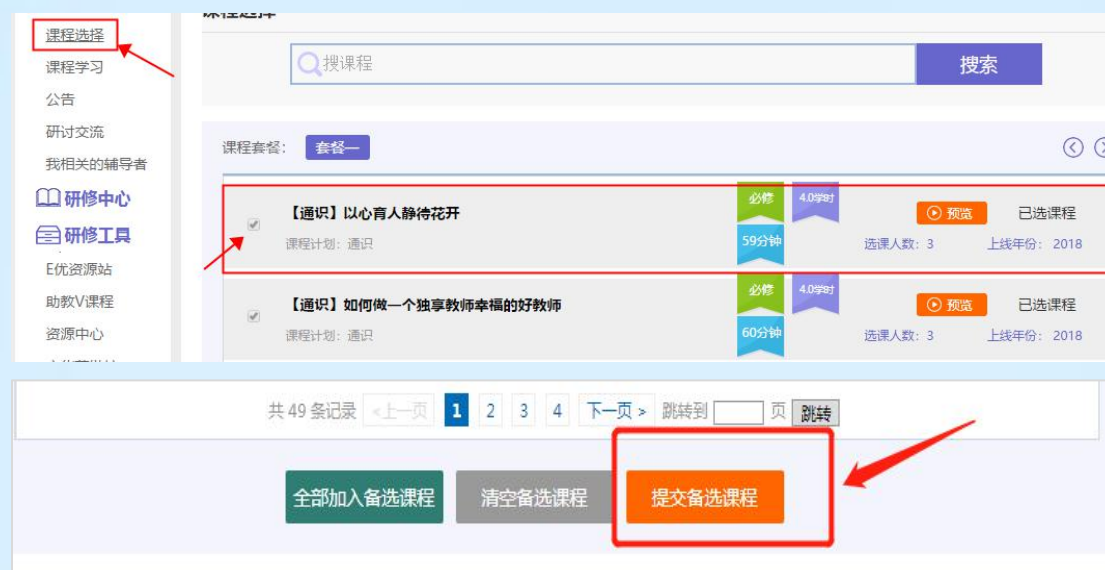 课程选择
课程选择
课程学习
公告
研讨交流
我相关的辅导者
研修中心
研修工具
E优资源站
助教V课程
资源中心
搜课程
搜索
课程套餐： 套餐一
【通识】以心育人静待花开
课程计划：通识
必修 4.0学时
59分钟
预览 已选课程
选课人数：3 上线年份：2018
【通识】如何做一个独享教师幸福的好教师
课程计划：通识
必修 4.0学时
60分钟
预览 已选课程
选课人数：3 上线年份：2018
共 49 条记录 <上一页 1 2 3 4 下一页 > 跳转到 页 跳转
全部加入备选课程 清空备选课程 提交备选课程